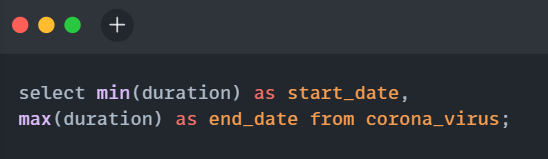 select min(duration) as start_date,
max(duration) as end_date from corona_virus;